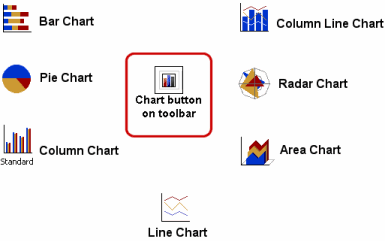 Bar Chart
Column Line Chart
Pie Chart
Chart button
on toolbar
Radar Chart
Standard
Column Chart
Area Chart
Line Chart